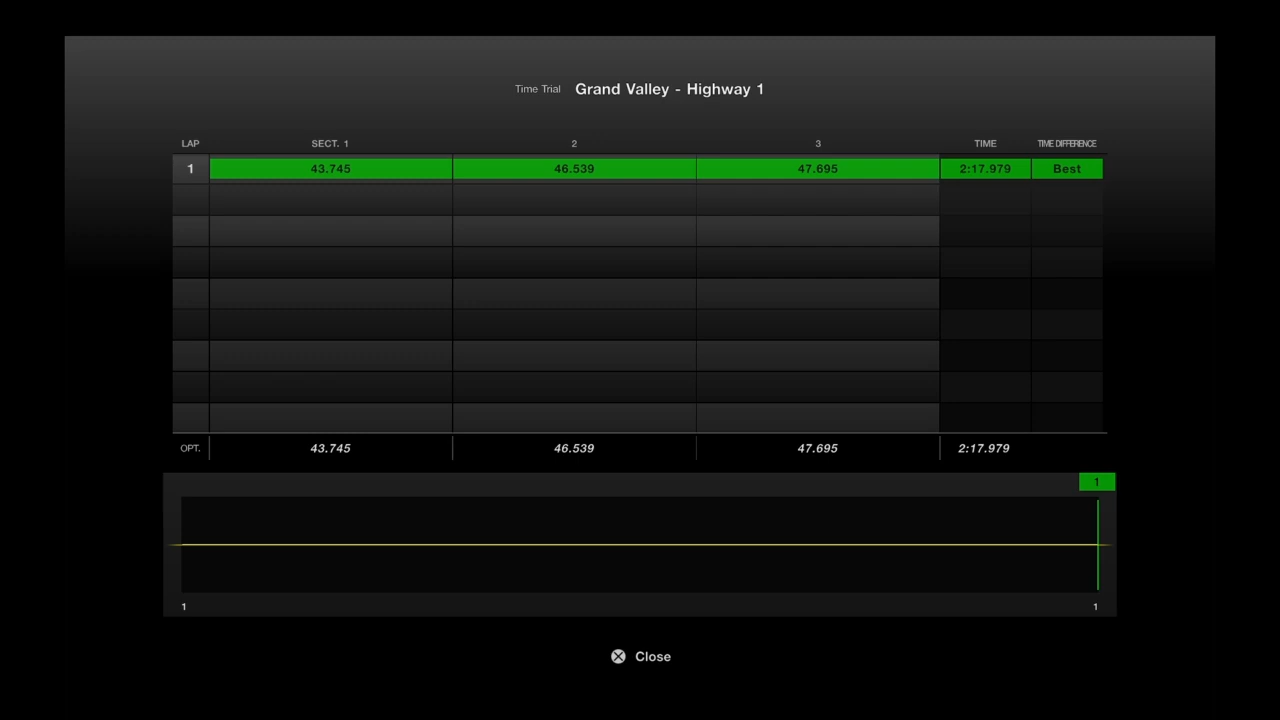 Time Trial Grand Valley - Highway 1
LAP SECT. 1 2 3 TIME TIME DIFFERENCE
1 43.745 46.539 47.695 2:17.979 Best
OPT. 43.745 46.539 47.695 2:17.979
1
1 1
Close